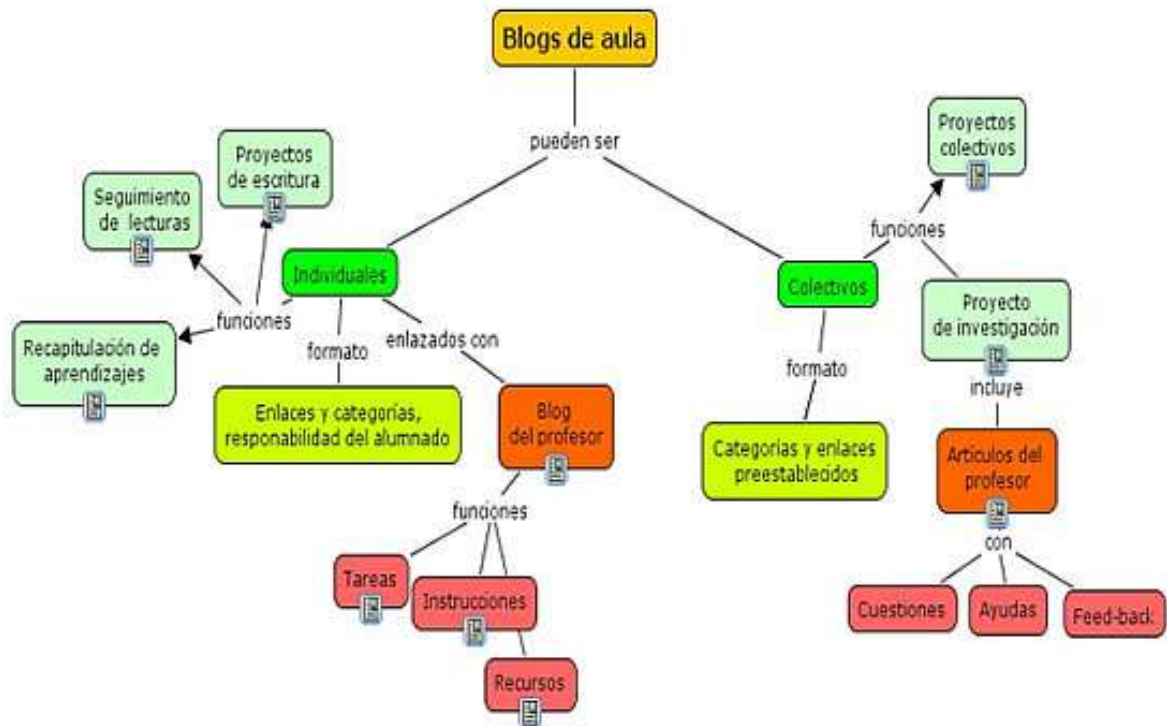 Blogs de aula
pueden ser
Proyectos
de escritura
Seguimiento
de lecturas
Recapitulación de
aprendizajes
funciones
Individuales
formato
enlazados con
Enlaces y categorías,
responabilidad del alumnado
Blog
del profesor
funciones
Tareas
Instrucciones
Recursos
Colectivos
funciones
Proyectos
colectivos
Proyecto
de investigación
formato
Categorías y enlaces
preestablecidos
incluye
Artículos del
profesor
con
Cuestiones
Ayudas
Feed-back